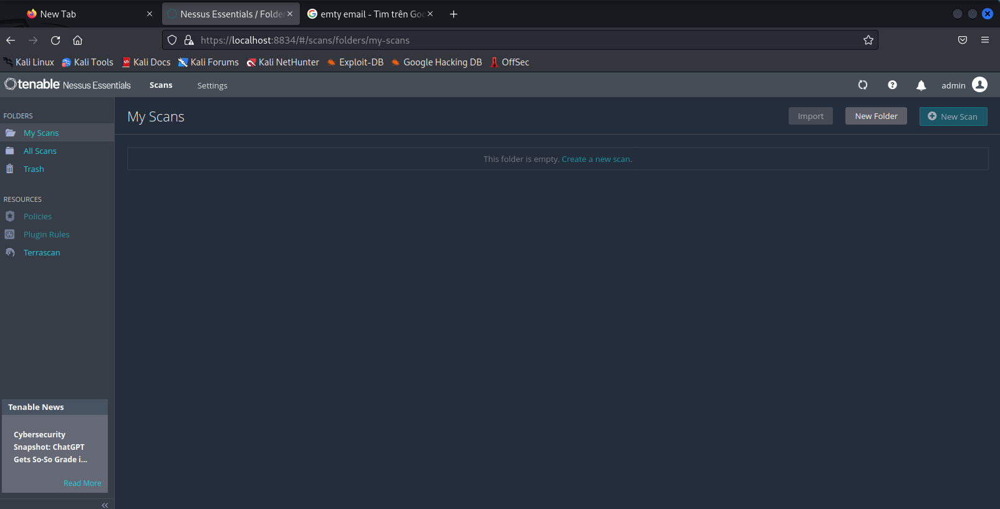 New Tab
Nessus Essentials / Folde
emty email - Tìm trên Goo
https://localhost:8834/#/scans/folders/my-scans
Kali Linux Kali Tools Kali Docs Kali Forums Kali NetHunter Exploit-DB Google Hacking DB OffSec
tenable Nessus Essentials Scans Settings admin
FOLDERS
My Scans
All Scans
Trash
RESOURCES
Policies
Plugin Rules
Terrascan
Tenable News
Cybersecurity
Snapshot: ChatGPT
Gets So-So Grade i...
Read More
My Scans
Import New Folder New Scan
This folder is empty. Create a new scan.